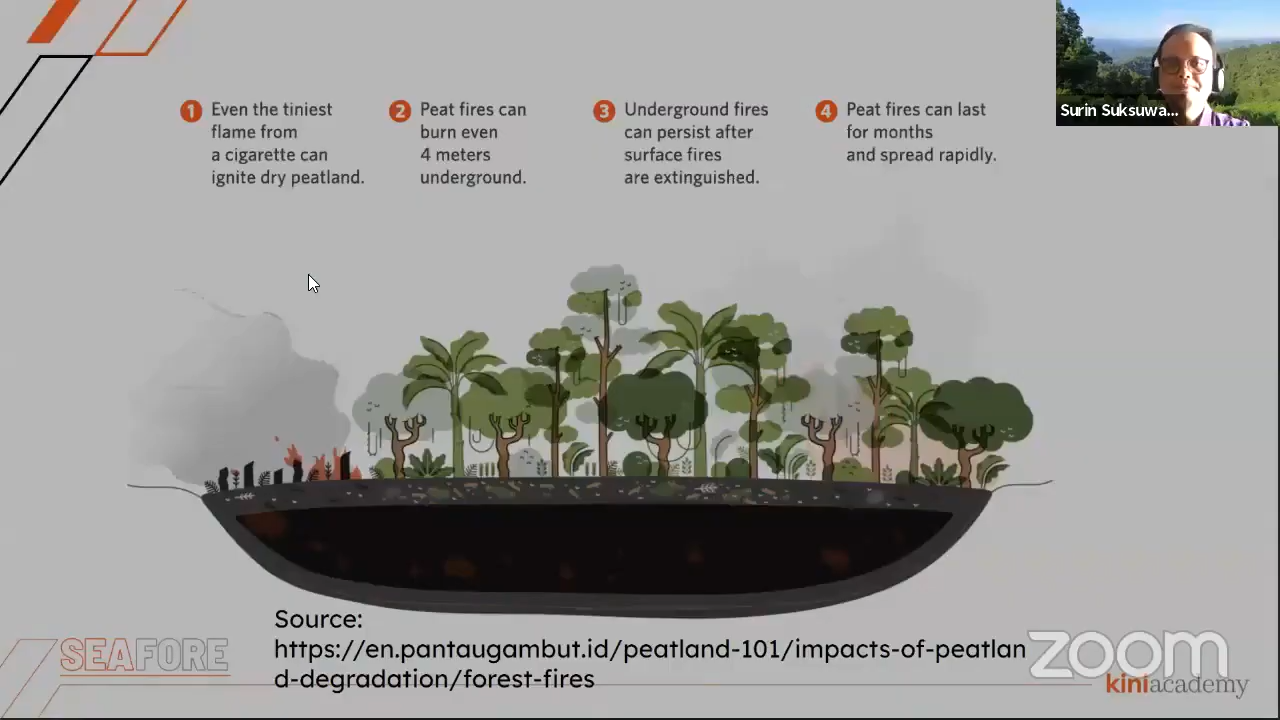 Surin Suksuwa...
1 Even the tiniest
flame from
a cigarette can
ignite dry peatland.
2 Peat fires can
burn even
4 meters
underground.
3 Underground fires
can persist after
surface fires
are extinguished.
4 Peat fires can last
for months
and spread rapidly.
Source:
https://en.pantaugambut.id/peatland-101/impacts-of-peatlan
d-degradation/forest-fires
SEAFORE
zoom
kiniacademy